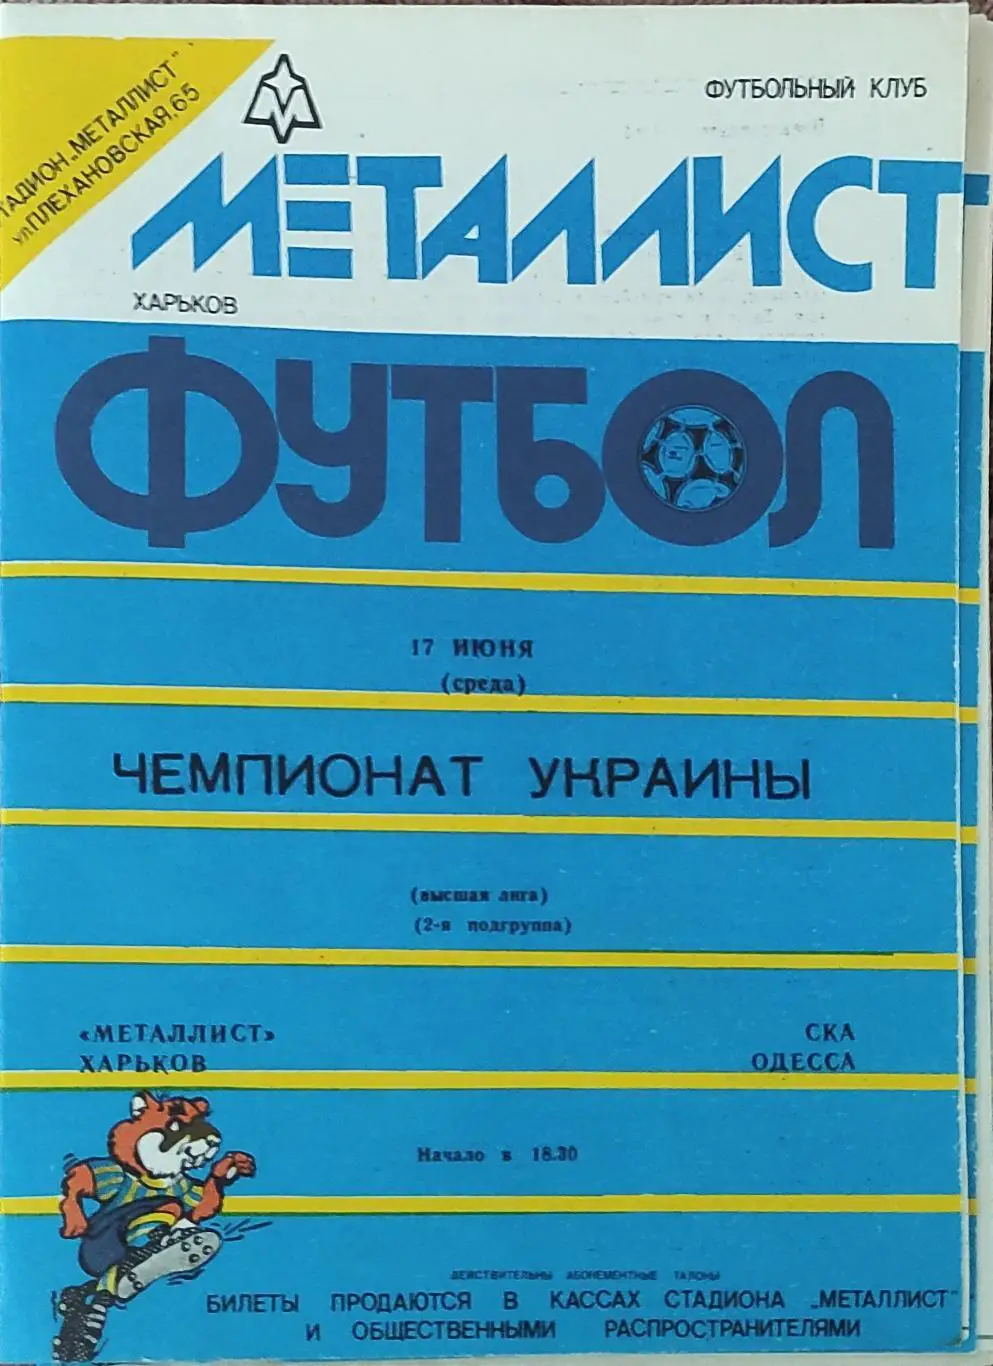 СТАДИОН „МЕТАЛЛИСТ"
ул.ПЛЕХАНОВСКАЯ,65
ФУТБОЛЬНЫЙ КЛУБ
МЕТАЛЛИСТ
ХАРЬКОВ
ФУТБОЛ
17 ИЮНЯ
(среда)
ЧЕМПИОНАТ УКРАИНЫ
(высшая лига)
(2-я подгруппа)
«МЕТАЛЛИСТ» СКА
ХАРЬКОВ ОДЕССА
Начало в 18.30
ДЕЙСТВИТЕЛЬНЫ АБОНЕМЕНТНЫЕ ТАЛОНЫ
БИЛЕТЫ ПРОДАЮТСЯ В КАССАХ СТАДИОНА „МЕТАЛЛИСТ"
И ОБЩЕСТВЕННЫМИ РАСПРОСТРАНИТЕЛЯМИ